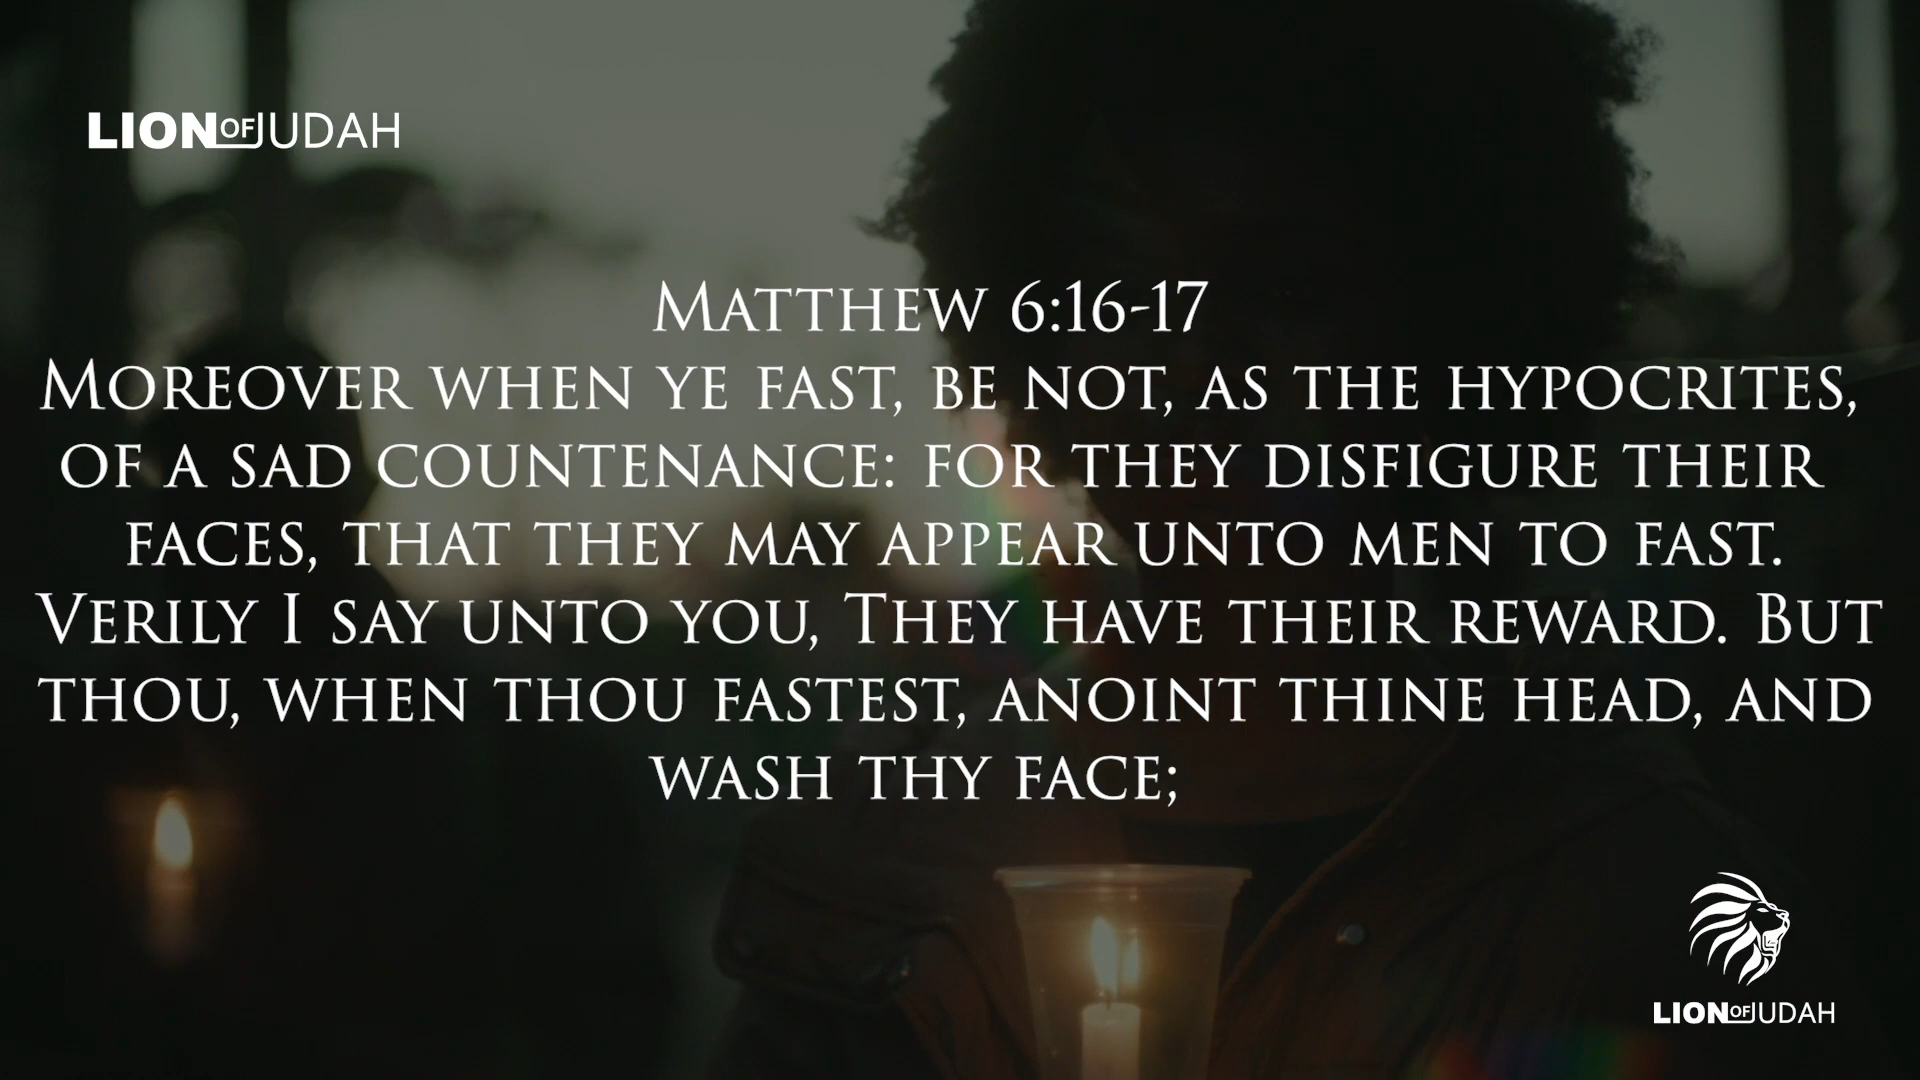 LION OF JUDAH
Matthew 6:16-17
Moreover when ye fast, be not, as the hypocrites,
of a sad countenance: for they disfigure their
faces, that they may appear unto men to fast.
Verily I say unto you, They have their reward. But
thou, when thou fastest, anoint thine head, and
wash thy face;
LION OF JUDAH